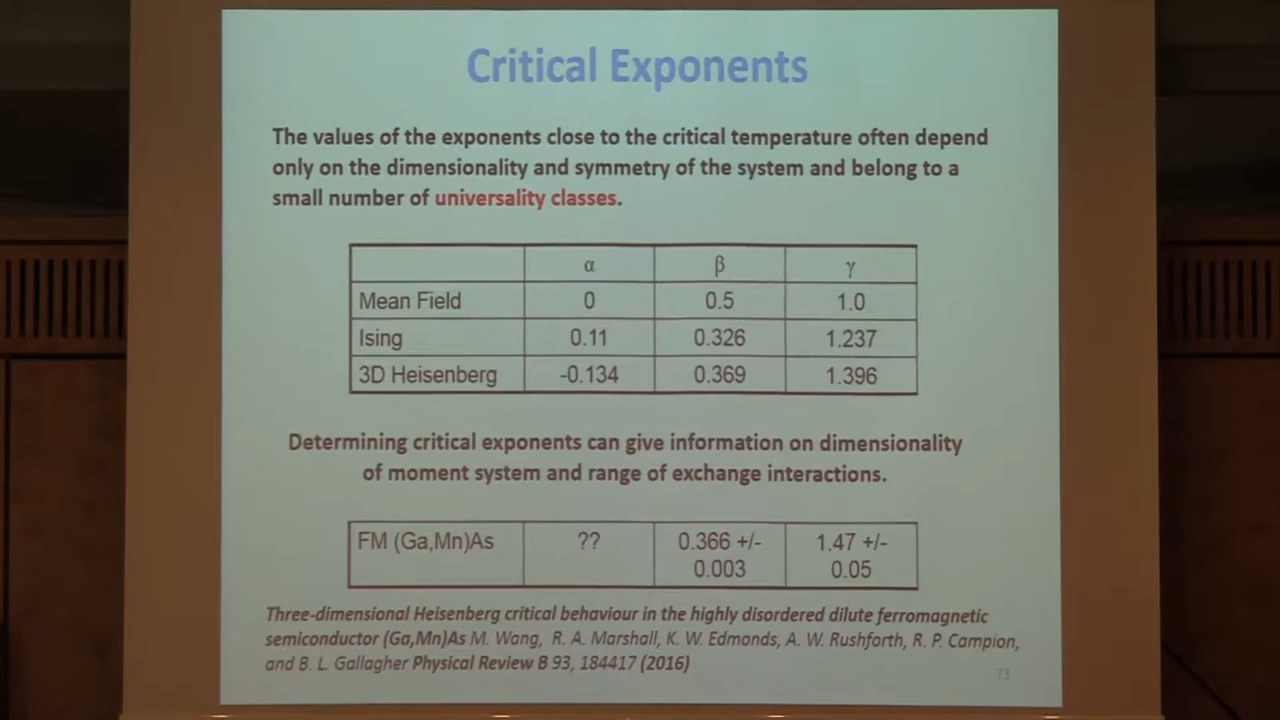 Critical Exponents
The values of the exponents close to the critical temperature often depend
only on the dimensionality and symmetry of the system and belong to a
small number of universality classes.
α β γ
Mean Field 0 0.5 1.0
Ising 0.11 0.326 1.237
3D Heisenberg -0.134 0.369 1.396
Determining critical exponents can give information on dimensionality
of moment system and range of exchange interactions.
FM (Ga,Mn)As ?? 0.366 +/- 1.47 +/-
0.003 0.05
Three-dimensional Heisenberg critical behaviour in the highly disordered dilute ferromagnetic
semiconductor (Ga,Mn)As M. Wang, R. A. Marshall, K. W. Edmonds, A. W. Rushforth, R. P. Campion,
and B. L. Gallagher Physical Review B 93, 184417 (2016)
73